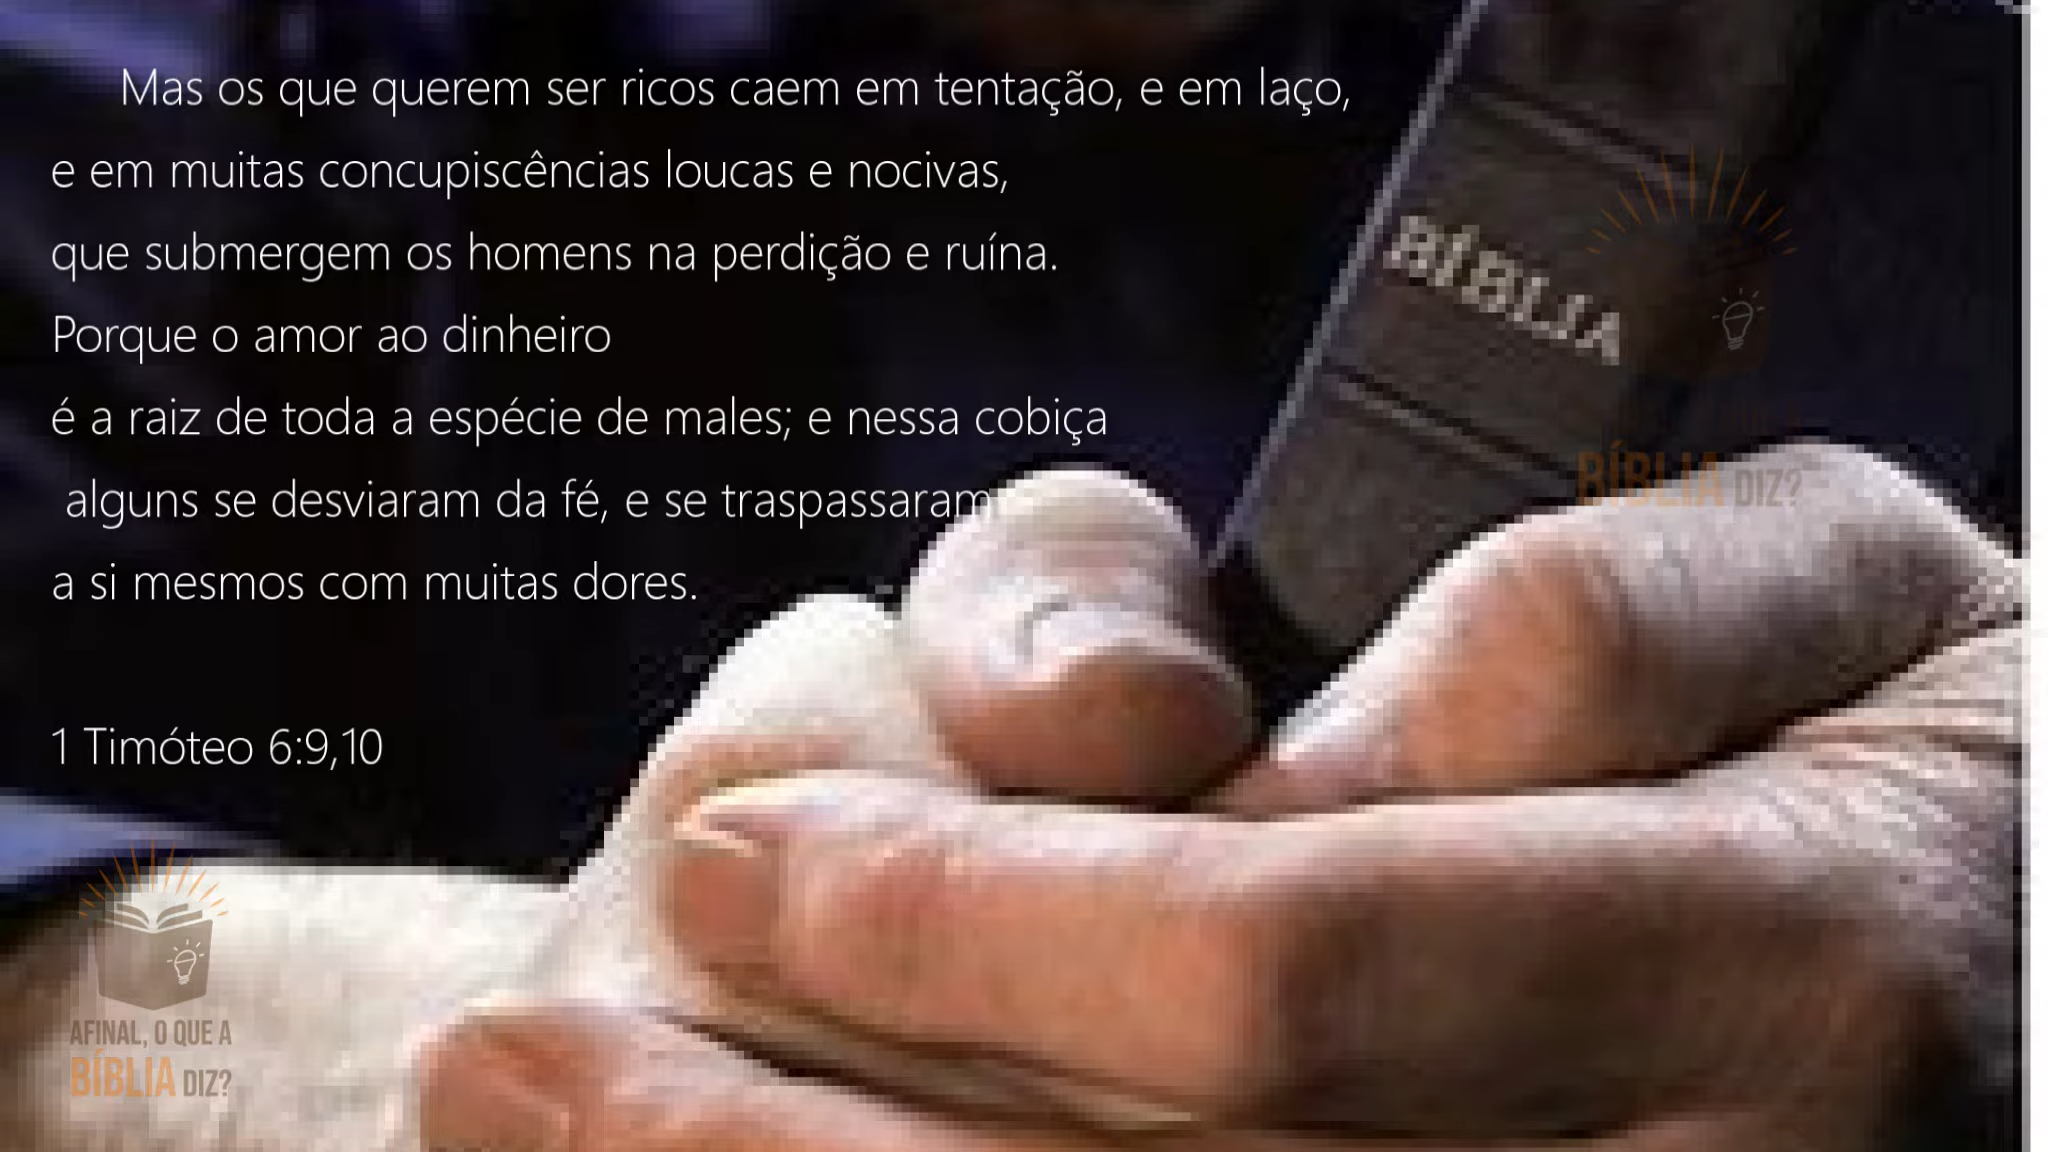 Mas os que querem ser ricos caem em tentação, e em laço,
e em muitas concupiscências loucas e nocivas,
que submergem os homens na perdição e ruína.
Porque o amor ao dinheiro
é a raiz de toda a espécie de males; e nessa cobiça
alguns se desviaram da fé, e se traspassaram
a si mesmos com muitas dores.
1 Timóteo 6:9,10
BÍBLIA
BÍBLIA DIZ?
AFINAL, O QUE A
BÍBLIA DIZ?